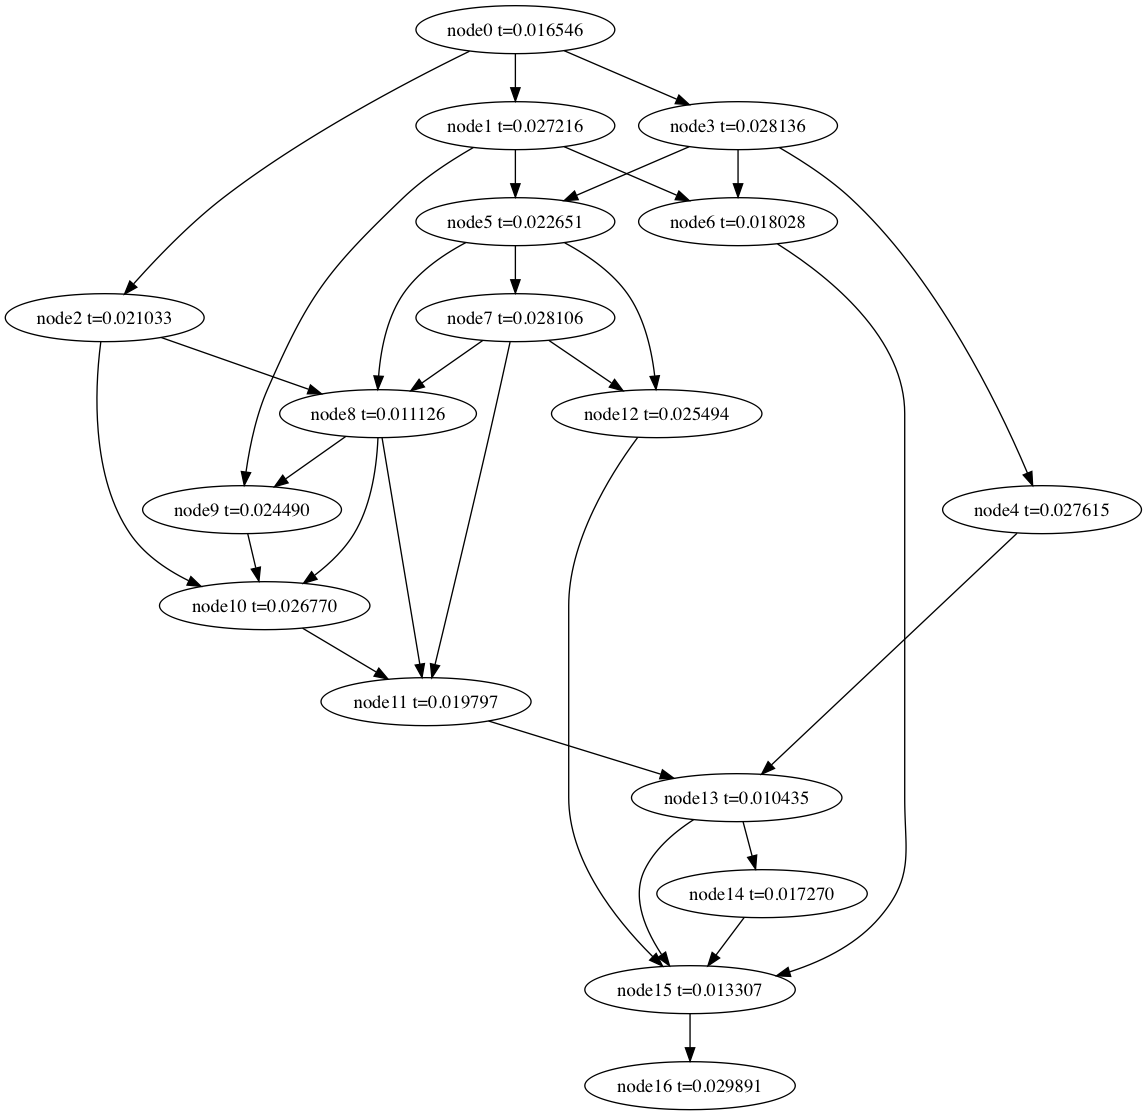 node0 t=0.016546
node1 t=0.027216
node3 t=0.028136
node5 t=0.022651
node6 t=0.018028
node2 t=0.021033
node7 t=0.028106
node8 t=0.011126
node12 t=0.025494
node9 t=0.024490
node4 t=0.027615
node10 t=0.026770
node11 t=0.019797
node13 t=0.010435
node14 t=0.017270
node15 t=0.013307
node16 t=0.029891